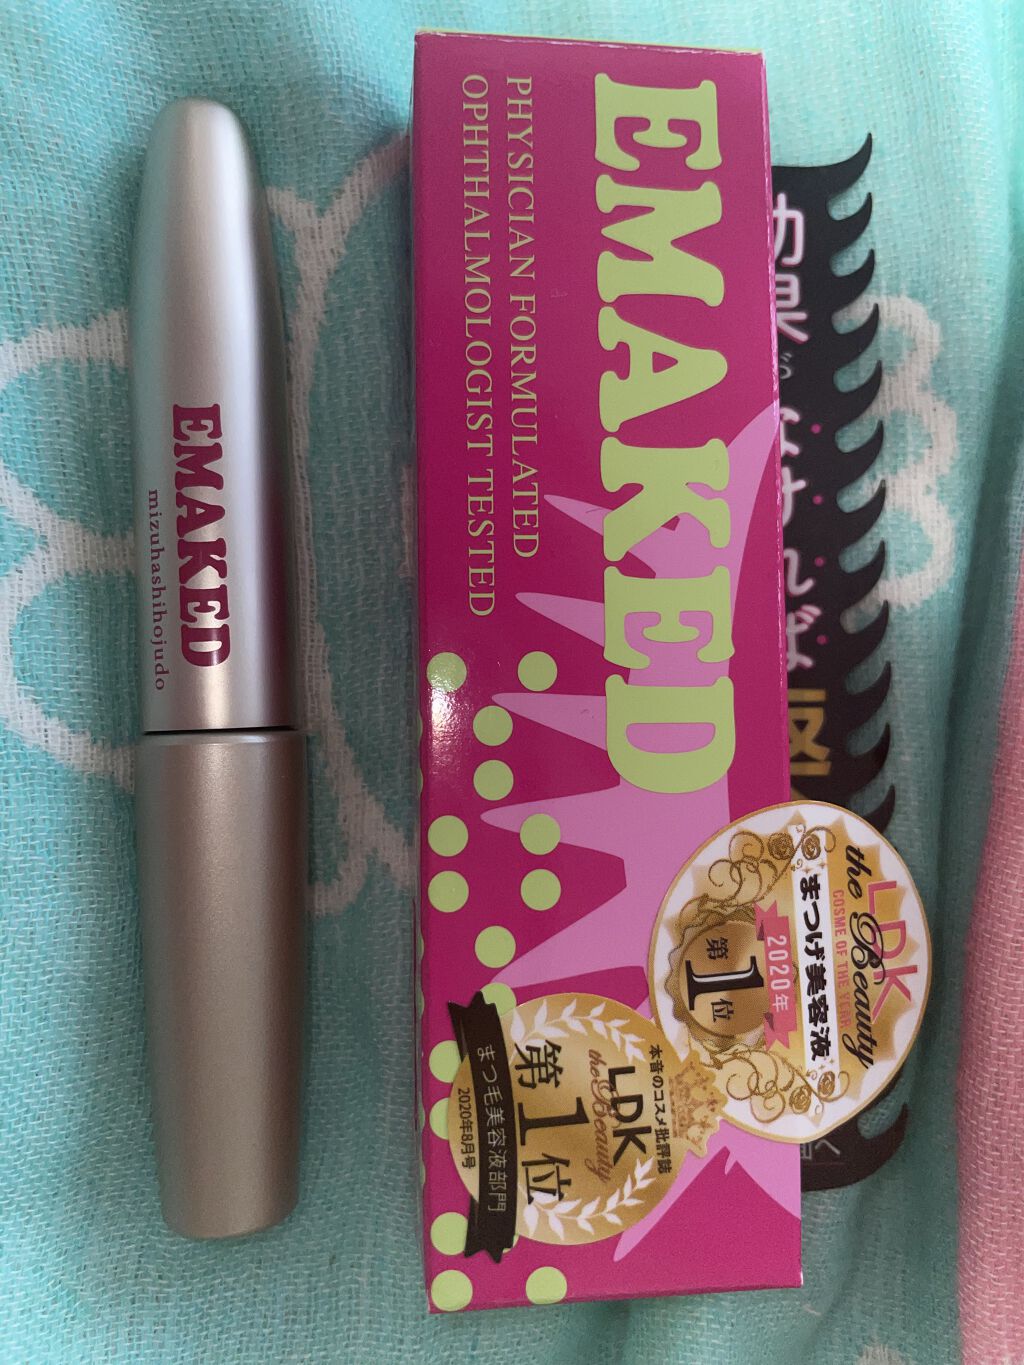 EMAKED
mizuhashihojudo
EMAKED
PHYSICIAN FORMULATED
OPHTHALMOLOGIST TESTED
LDK
the Beauty
COSME OF THE YEAR
まつげ美容液
2020年
第1位
本音のコスメ批評誌
LDK
the Beauty
第1位
まつ毛美容液部門
2020年8月号